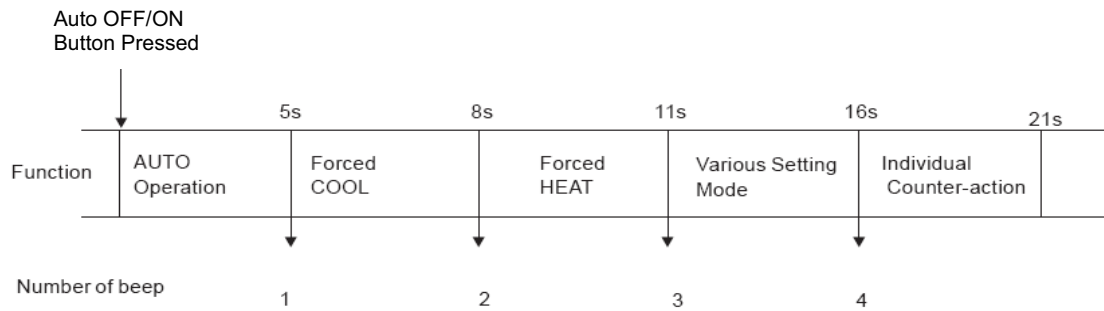 Auto OFF/ON
Button Pressed
5s 8s 11s 16s 21s
Function
AUTO
Operation
Forced
COOL
Forced
HEAT
Various Setting
Mode
Individual
Counter-action
Number of beep
1 2 3 4